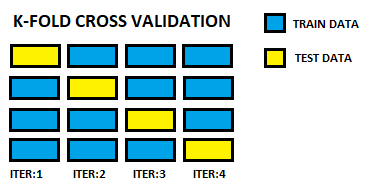 K-FOLD CROSS VALIDATION
TRAIN DATA
TEST DATA
ITER:1 ITER:2 ITER:3 ITER:4